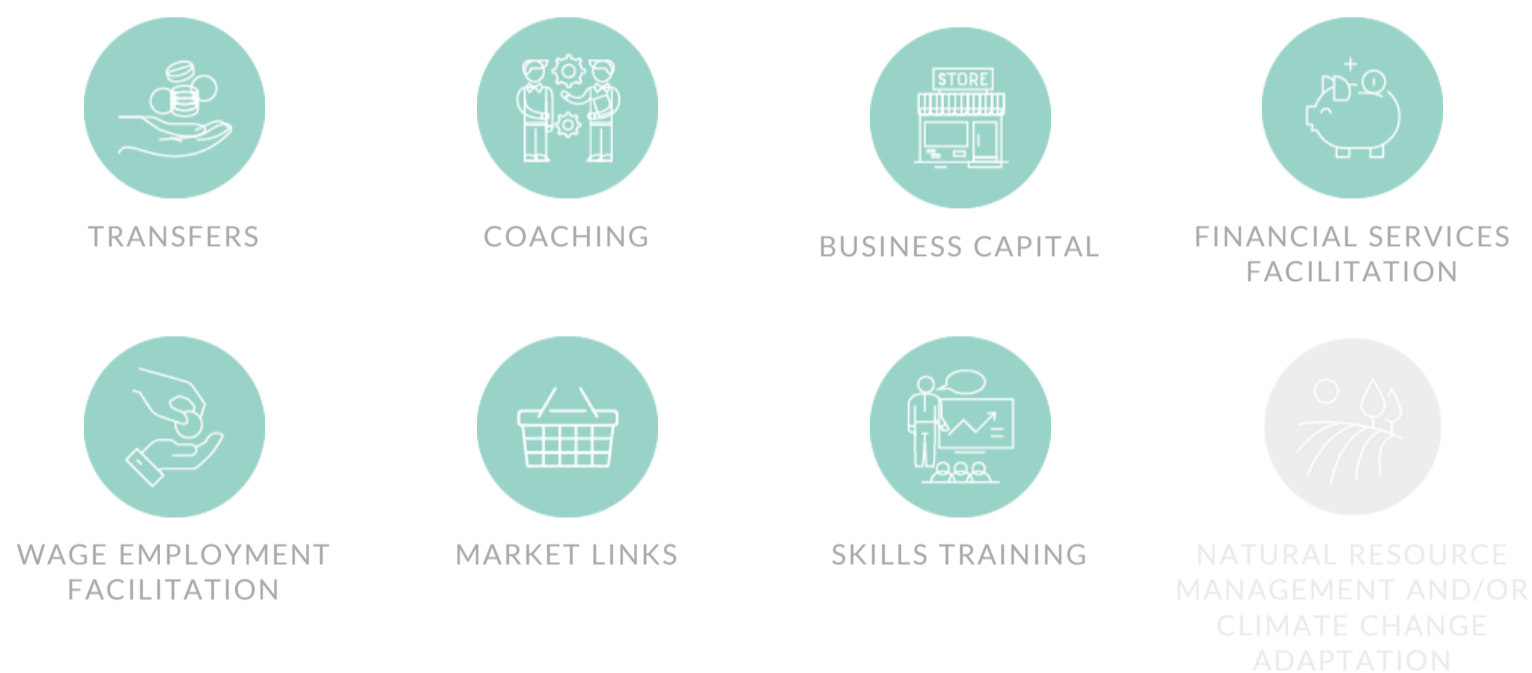 STORE
TRANSFERS
COACHING
BUSINESS CAPITAL
FINANCIAL SERVICES
FACILITATION
WAGE EMPLOYMENT
FACILITATION
MARKET LINKS
SKILLS TRAINING
NATURAL RESOURCE
MANAGEMENT AND/OR
CLIMATE CHANGE
ADAPTATION